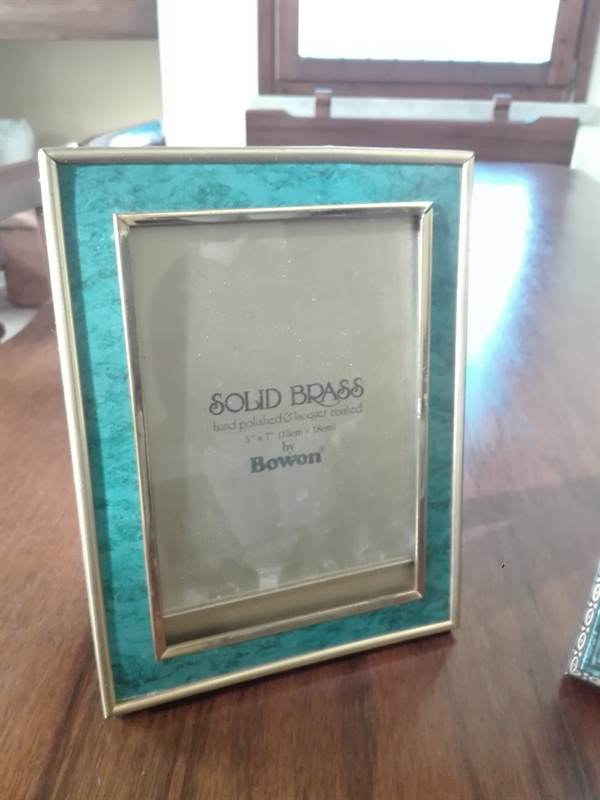 SOLID BRASS
hand polished & lacquer coated
5" × 7" (13cm × 18cm)
by
Bowon®